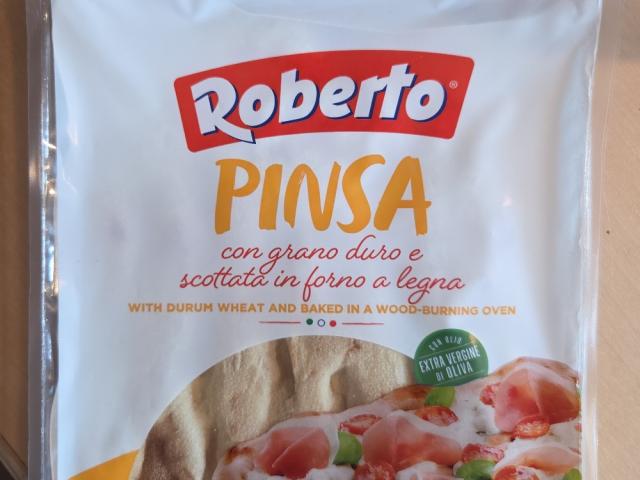 Roberto®
PINSA
con grano duro e
scottata in forno a legna
WITH DURUM WHEAT AND BAKED IN A WOOD-BURNING OVEN
CON OLIO
EXTRA VERGINE
DI OLIVA